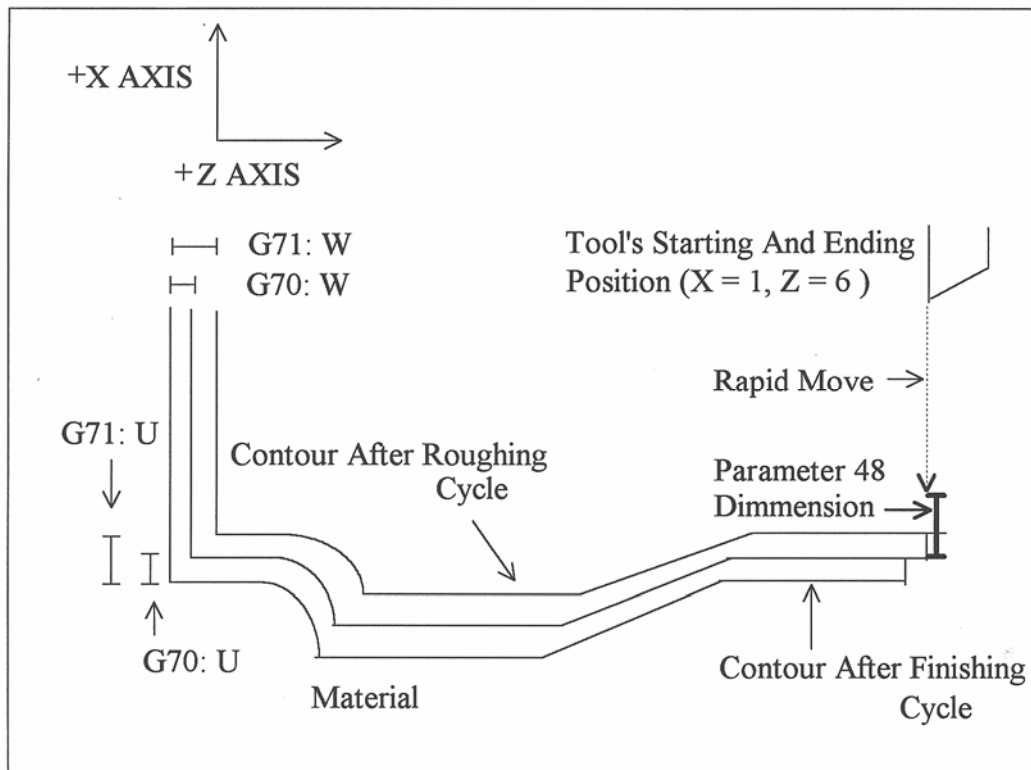 +X AXIS
+Z AXIS
G71: W
G70: W
Tool's Starting And Ending
Position (X = 1, Z = 6 )
Rapid Move
G71: U
Contour After Roughing
Cycle
Parameter 48
Dimmension
G70: U
Material
Contour After Finishing
Cycle